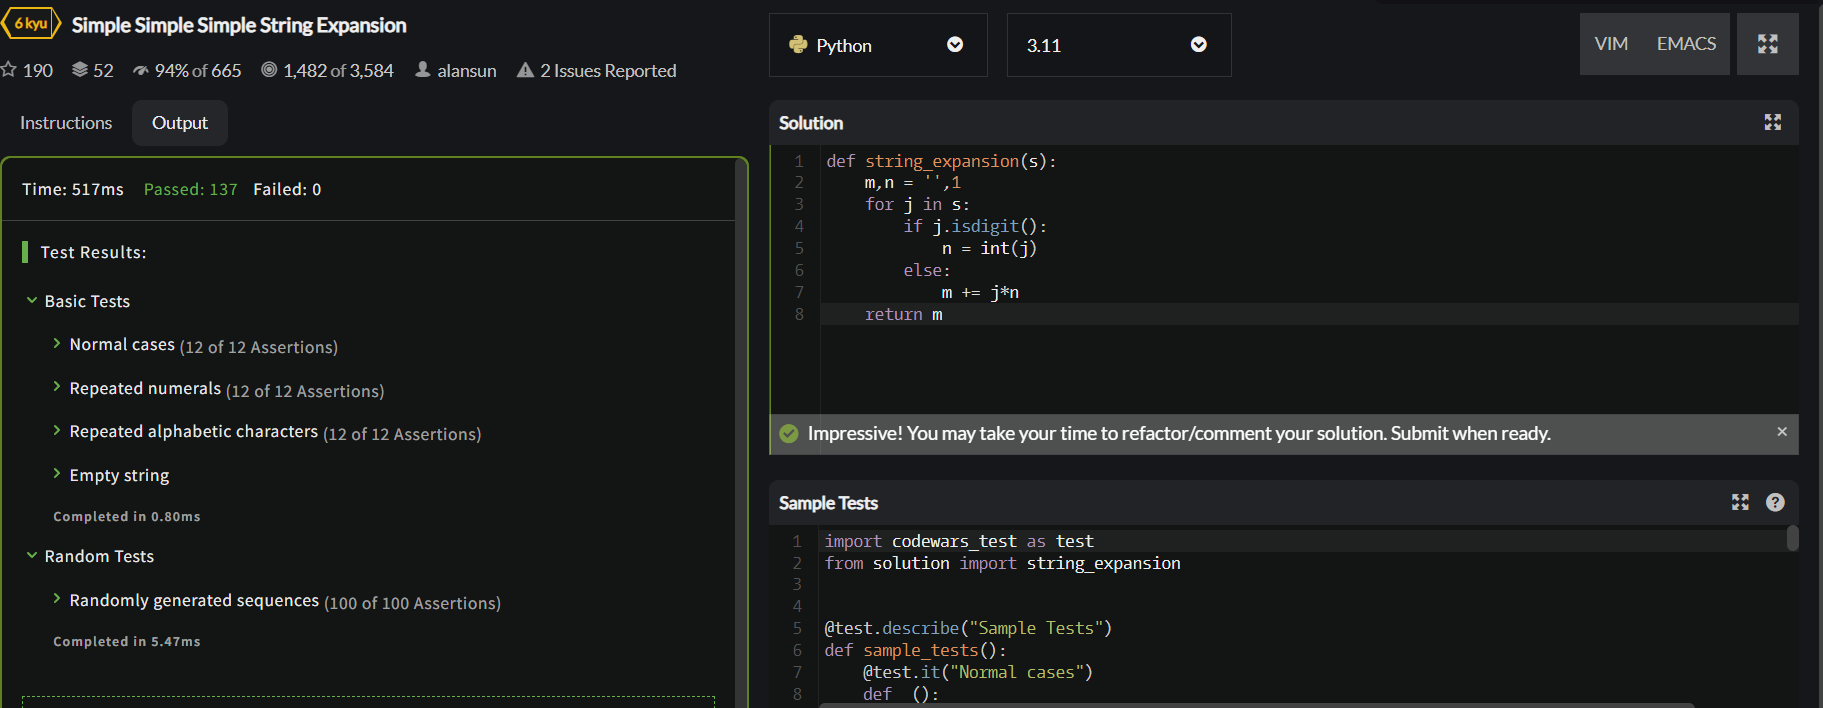 6 kyu Simple Simple Simple String Expansion
190 52 94% of 665 1,482 of 3,584 alansun 2 Issues Reported
Instructions Output
Time: 517ms Passed: 137 Failed: 0
Test Results:
Basic Tests
Normal cases (12 of 12 Assertions)
Repeated numerals (12 of 12 Assertions)
Repeated alphabetic characters (12 of 12 Assertions)
Empty string
Completed in 0.80ms
Random Tests
Randomly generated sequences (100 of 100 Assertions)
Completed in 5.47ms
Python 3.11 VIM EMACS
Solution
1 def string_expansion(s):
2 m,n = '',1
3 for j in s:
4 if j.isdigit():
5 n = int(j)
6 else:
7 m += j*n
8 return m
Impressive! You may take your time to refactor/comment your solution. Submit when ready. ×
Sample Tests ?
1 import codewars_test as test
2 from solution import string_expansion
3
4
5 @test.describe("Sample Tests")
6 def sample_tests():
7 @test.it("Normal cases")
8 def _():